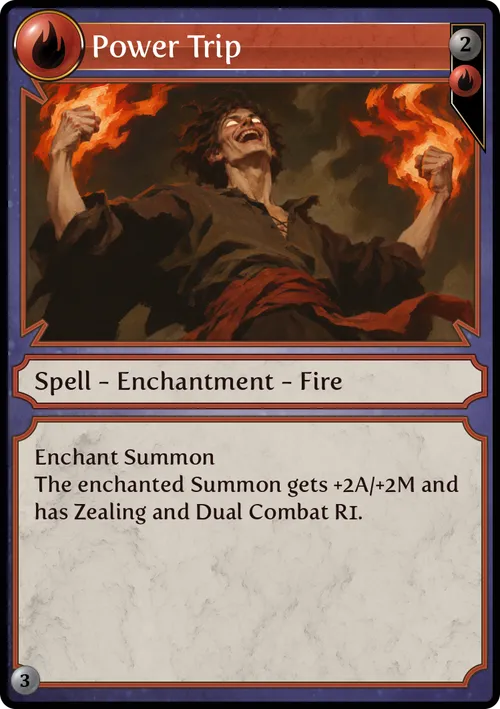 Power Trip
2
Spell - Enchantment - Fire
Enchant Summon
The enchanted Summon gets +2A/+2M and
has Zealing and Dual Combat R1.
3